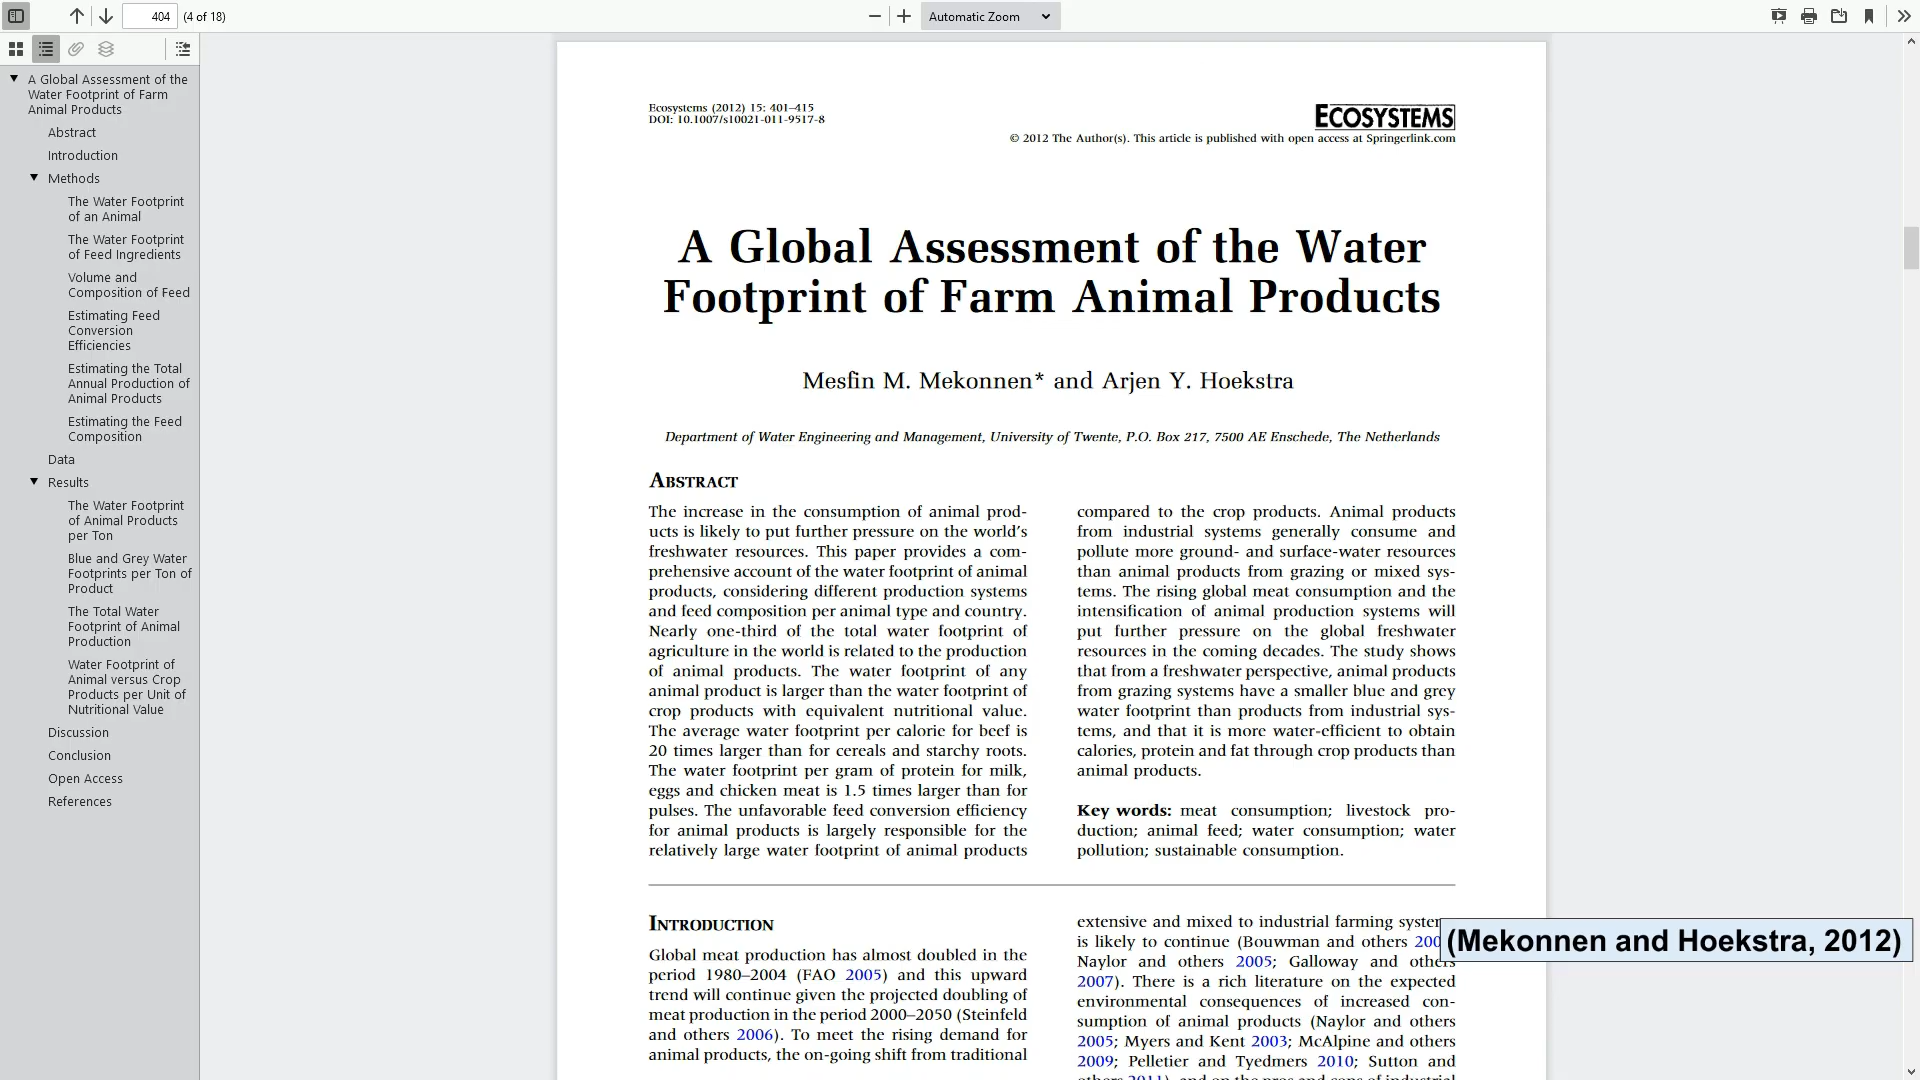 404
(4 of 18)
Automatic Zoom
A Global Assessment of the
Water Footprint of Farm
Animal Products
Abstract
Introduction
Methods
The Water Footprint
of an Animal
The Water Footprint
of Feed Ingredients
Volume and
Composition of Feed
Estimating Feed
Conversion
Efficiencies
Estimating the Total
Annual Production of
Animal Products
Estimating the Feed
Composition
Data
Results
The Water Footprint
of Animal Products
per Ton
Blue and Grey Water
Footprints per Ton of
Product
The Total Water
Footprint of Animal
Production
Water Footprint of
Animal versus Crop
Products per Unit of
Nutritional Value
Discussion
Conclusion
Open Access
References
Ecosystems (2012) 15: 401–415
DOI: 10.1007/s10021-011-9517-8
ECOSYSTEMS
© 2012 The Author(s). This article is published with open access at Springerlink.com
A Global Assessment of the Water
Footprint of Farm Animal Products
Mesfin M. Mekonnen* and Arjen Y. Hoekstra
Department of Water Engineering and Management, University of Twente, P.O. Box 217, 7500 AE Enschede, The Netherlands
ABSTRACT
The increase in the consumption of animal prod-
ucts is likely to put further pressure on the world's
freshwater resources. This paper provides a com-
prehensive account of the water footprint of animal
products, considering different production systems
and feed composition per animal type and country.
Nearly one-third of the total water footprint of
agriculture in the world is related to the production
of animal products. The water footprint of any
animal product is larger than the water footprint of
crop products with equivalent nutritional value.
The average water footprint per calorie for beef is
20 times larger than for cereals and starchy roots.
The water footprint per gram of protein for milk,
eggs and chicken meat is 1.5 times larger than for
pulses. The unfavorable feed conversion efficiency
for animal products is largely responsible for the
relatively large water footprint of animal products
compared to the crop products. Animal products
from industrial systems generally consume and
pollute more ground- and surface-water resources
than animal products from grazing or mixed sys-
tems. The rising global meat consumption and the
intensification of animal production systems will
put further pressure on the global freshwater
resources in the coming decades. The study shows
that from a freshwater perspective, animal products
from grazing systems have a smaller blue and grey
water footprint than products from industrial sys-
tems, and that it is more water-efficient to obtain
calories, protein and fat through crop products than
animal products.
Key words: meat consumption; livestock pro-
duction; animal feed; water consumption; water
pollution; sustainable consumption.
INTRODUCTION
Global meat production has almost doubled in the
period 1980–2004 (FAO 2005) and this upward
trend will continue given the projected doubling of
meat production in the period 2000–2050 (Steinfeld
and others 2006). To meet the rising demand for
animal products, the on-going shift from traditional
extensive and mixed to industrial farming
is likely to continue (Bouwman and others
Naylor and others 2005; Galloway and others
2007). There is a rich literature on the expected
environmental consequences of increased con-
sumption of animal products (Naylor and others
2005; Myers and Kent 2003; McAlpine and others
2009; Pelletier and Tyedmers 2010; Sutton and
(Mekonnen and Hoekstra, 2012)